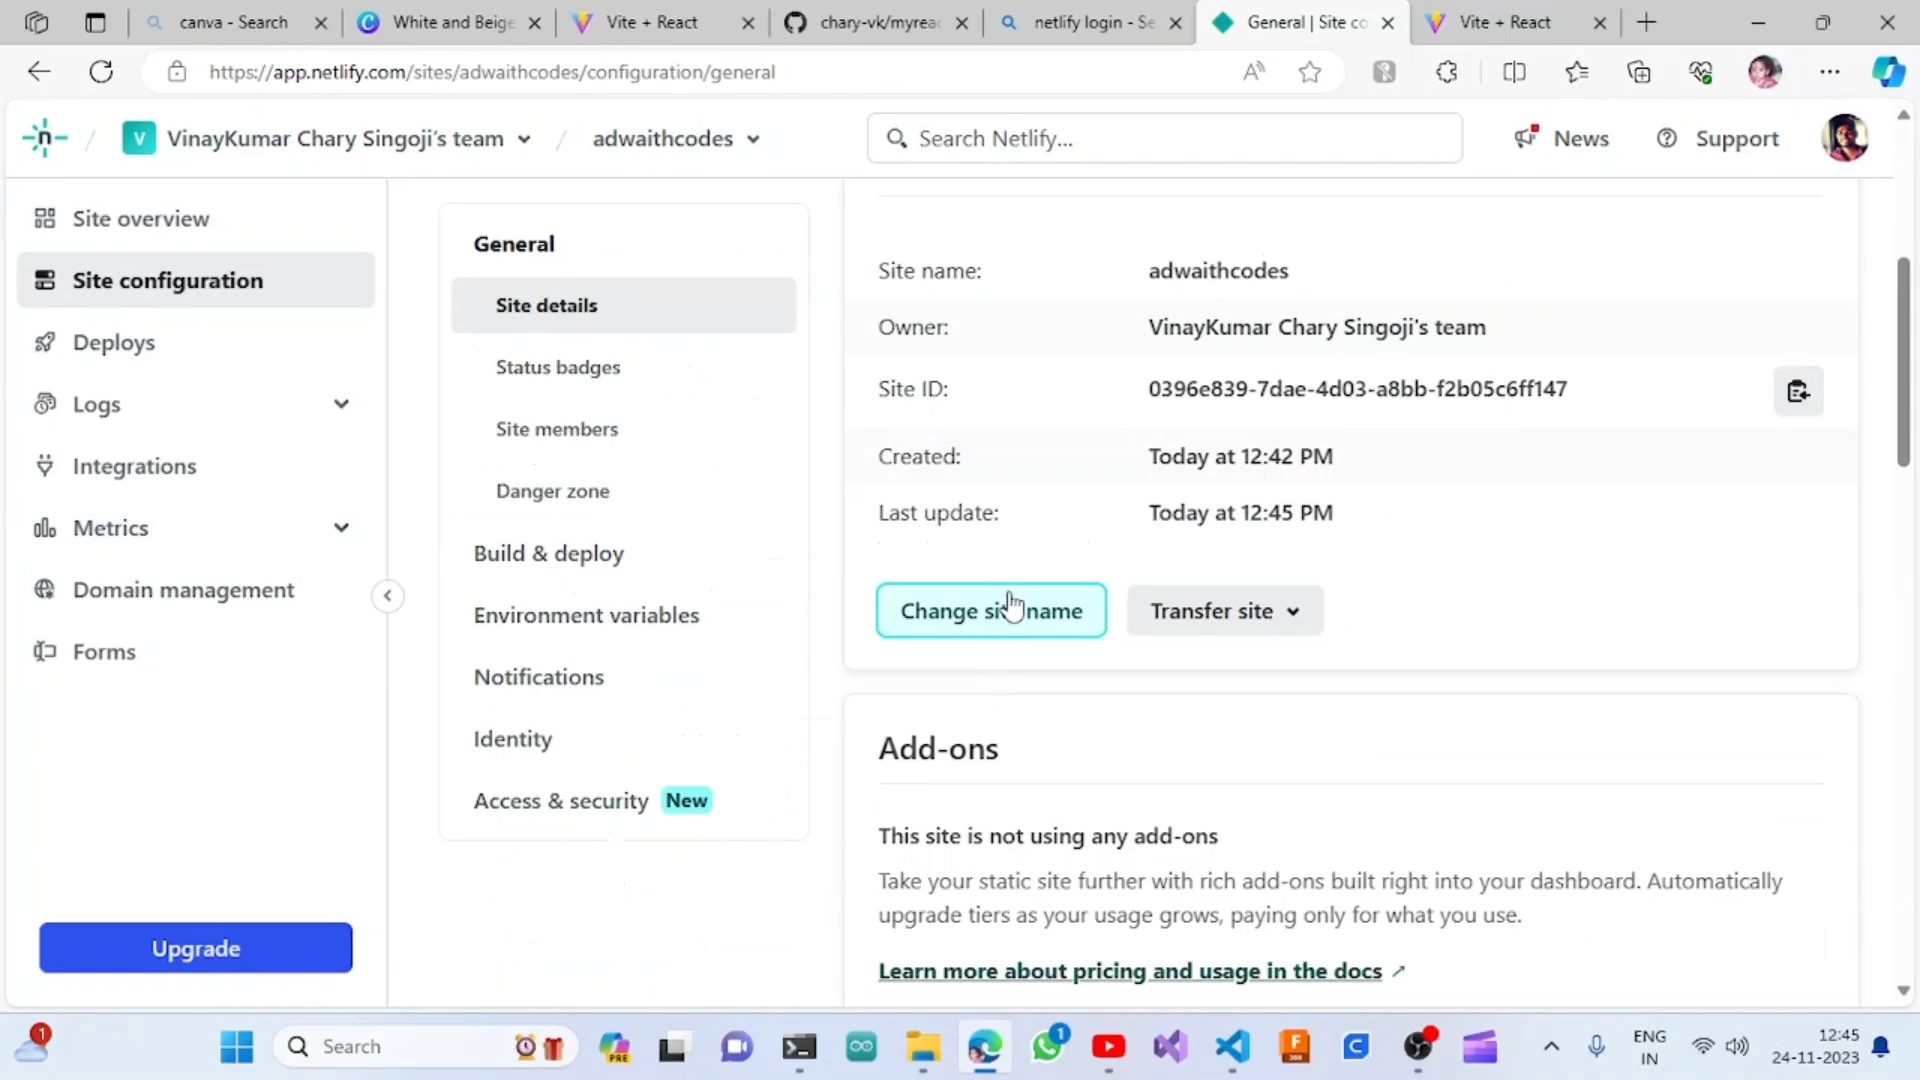 canva - Search
White and Beige
Vite + React
chary-vk/myreac
netlify login - Se
General | Site co
Vite + React
https://app.netlify.com/sites/adwaithcodes/configuration/general
n
V
VinayKumar Chary Singoji's team
adwaithcodes
Search Netlify...
News
Support
Site overview
Site configuration
Deploys
Logs
Integrations
Metrics
Domain management
Forms
Upgrade
General
Site details
Status badges
Site members
Danger zone
Build & deploy
Environment variables
Notifications
Identity
Access & security New
Site name: adwaithcodes
Owner: VinayKumar Chary Singoji's team
Site ID: 0396e839-7dae-4d03-a8bb-f2b05c6ff147
Created: Today at 12:42 PM
Last update: Today at 12:45 PM
Change site name
Transfer site
Add-ons
This site is not using any add-ons
Take your static site further with rich add-ons built right into your dashboard. Automatically
upgrade tiers as your usage grows, paying only for what you use.
Learn more about pricing and usage in the docs
1
Search
PRE
1
F
360
C
ENG
IN
12:45
24-11-2023